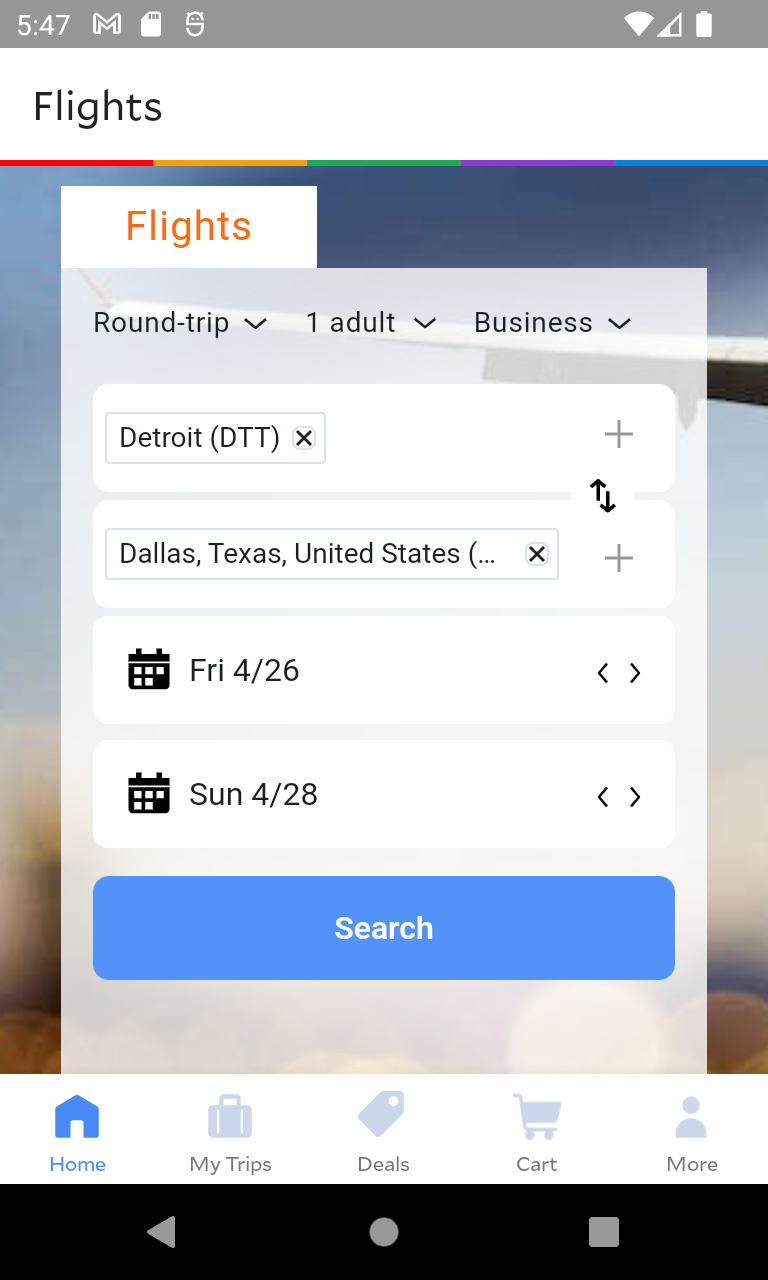 5:47
Flights
Flights
Round-trip 1 adult Business
Detroit (DTT)
Dallas, Texas, United States (...
Fri 4/26
Sun 4/28
Search
Home My Trips Deals Cart More